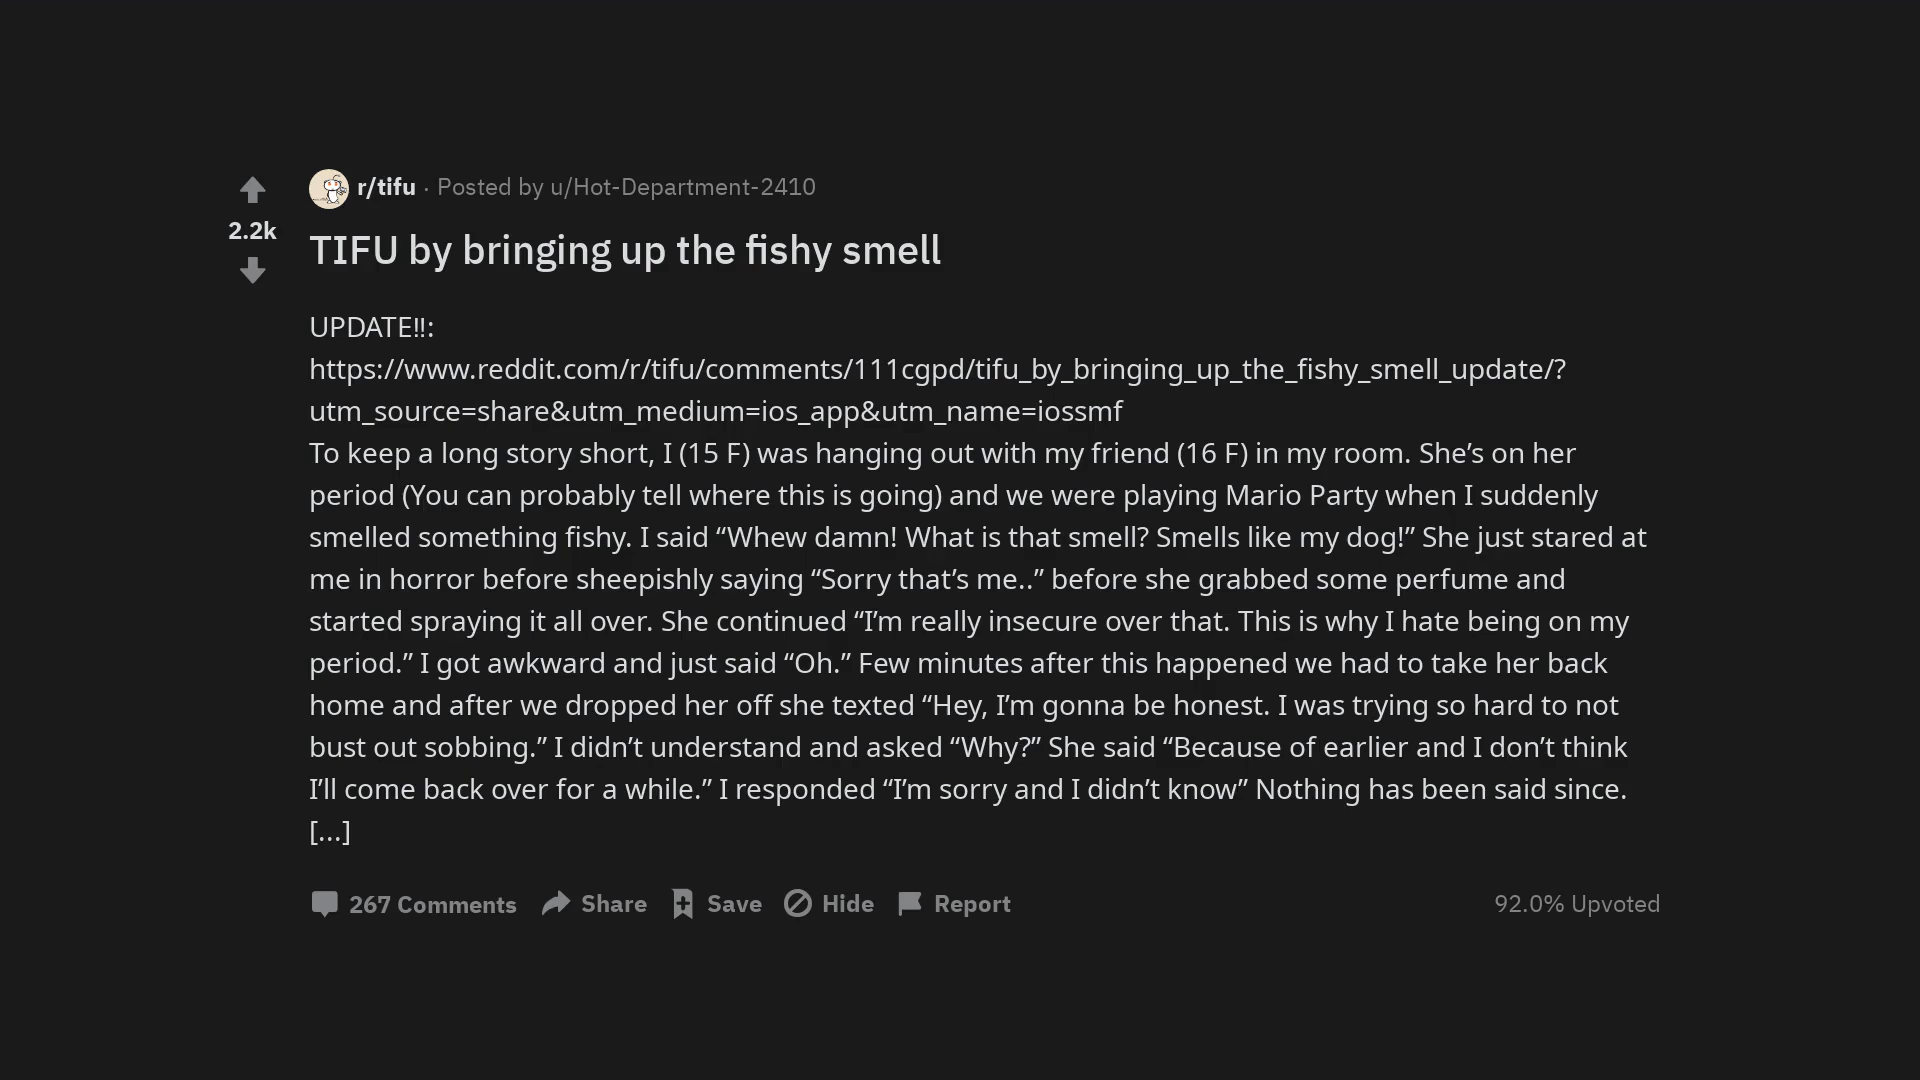 r/tifu · Posted by u/Hot-Department-2410
2.2k
TIFU by bringing up the fishy smell
UPDATE!!:
https://www.reddit.com/r/tifu/comments/111cgpd/tifu_by_bringing_up_the_fishy_smell_update/?
utm_source=share&utm_medium=ios_app&utm_name=iossmf
To keep a long story short, I (15 F) was hanging out with my friend (16 F) in my room. She’s on her
period (You can probably tell where this is going) and we were playing Mario Party when I suddenly
smelled something fishy. I said “Whew damn! What is that smell? Smells like my dog!” She just stared at
me in horror before sheepishly saying “Sorry that’s me..” before she grabbed some perfume and
started spraying it all over. She continued “I’m really insecure over that. This is why I hate being on my
period.” I got awkward and just said “Oh.” Few minutes after this happened we had to take her back
home and after we dropped her off she texted “Hey, I’m gonna be honest. I was trying so hard to not
bust out sobbing.” I didn’t understand and asked “Why?” She said “Because of earlier and I don’t think
I’ll come back over for a while.” I responded “I’m sorry and I didn’t know” Nothing has been said since.
[...]
267 Comments Share Save Hide Report 92.0% Upvoted